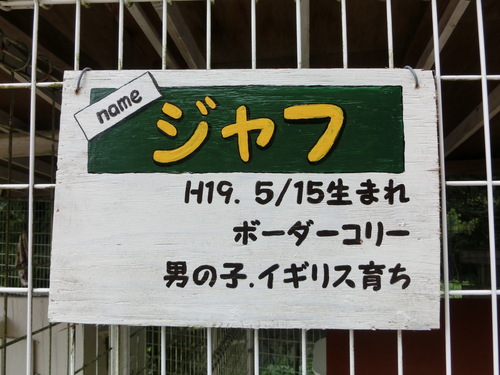 name
ジャフ
H19. 5/15生まれ
ボーダーコリー
男の子.イギリス育ち